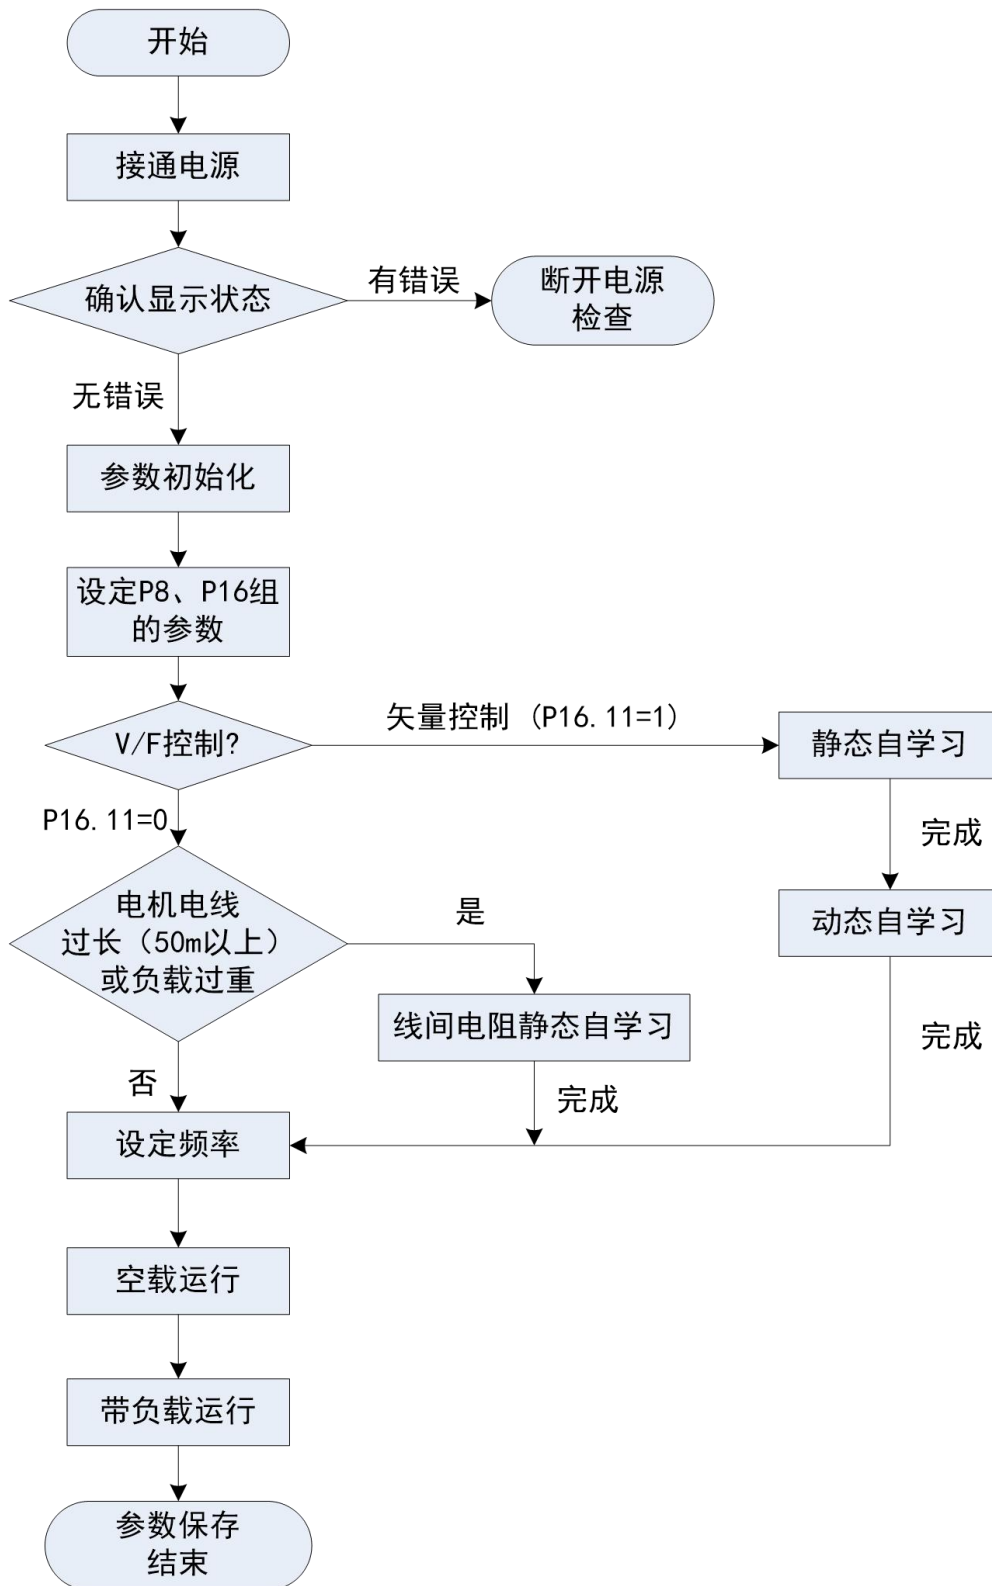 开始
接通电源
确认显示状态
有错误
断开电源
检查
无错误
参数初始化
设定P8、P16组
的参数
V/F控制?
矢量控制 (P16.11=1)
静态自学习
P16.11=0
完成
电机电线
过长（50m以上）
或负载过重
是
动态自学习
线间电阻静态自学习
完成
否
完成
设定频率
空载运行
带负载运行
参数保存
结束